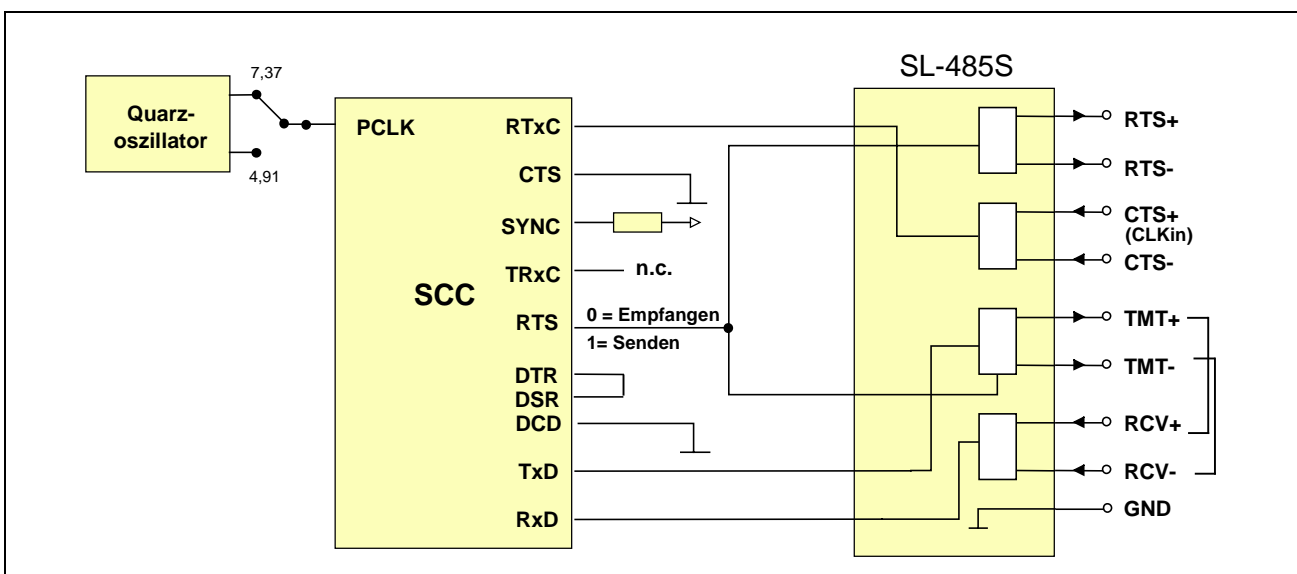 SL-485S
7,37
Quarz-
oszillator
4,91
PCLK
SCC
RTxC
CTS
SYNC
TRxC
n.c.
RTS
0 = Empfangen
1= Senden
DTR
DSR
DCD
TxD
RxD
RTS+
RTS-
CTS+
(CLKin)
CTS-
TMT+
TMT-
RCV+
RCV-
GND